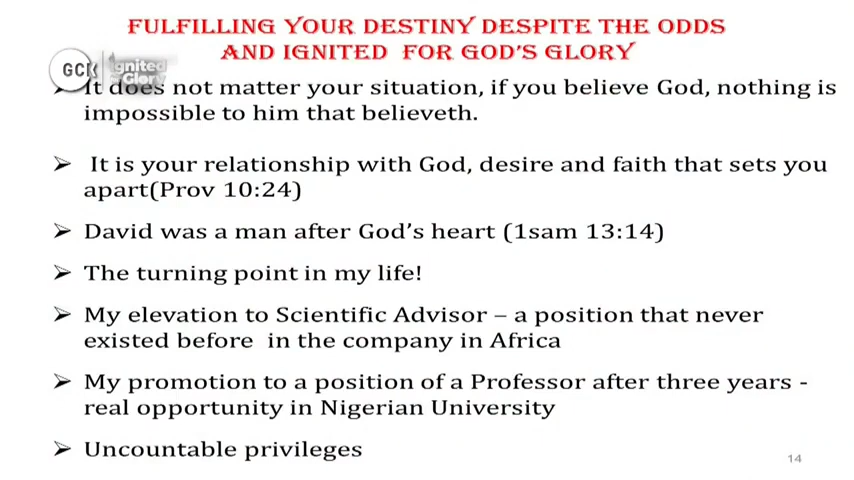 FULFILLING YOUR DESTINY DESPITE THE ODDS
AND IGNITED FOR GOD'S GLORY
GCK Ignited
Glory
➢ It does not matter your situation, if you believe God, nothing is
impossible to him that believeth.
➢ It is your relationship with God, desire and faith that sets you
apart(Prov 10:24)
➢ David was a man after God's heart (1sam 13:14)
➢ The turning point in my life!
➢ My elevation to Scientific Advisor – a position that never
existed before in the company in Africa
➢ My promotion to a position of a Professor after three years -
real opportunity in Nigerian University
➢ Uncountable privileges
14